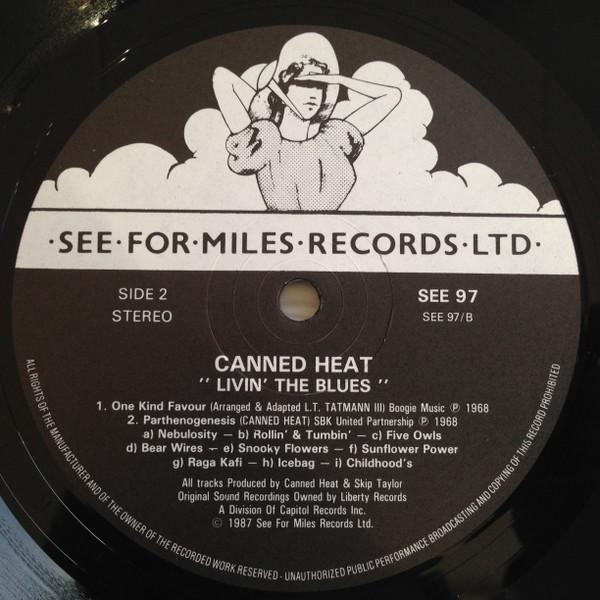 ·SEE·FOR·MILES·RECORDS·LTD·
SIDE 2
STEREO
SEE 97
SEE 97/B
CANNED HEAT
'' LIVIN' THE BLUES ''
1. One Kind Favour (Arranged & Adapted L.T. TATMANN III) Boogie Music ℗ 1968
2. Parthenogenesis (CANNED HEAT) SBK United Partnership ℗ 1968
a) Nebulosity — b) Rollin' & Tumbin' — c) Five Owls
d) Bear Wires — e) Snooky Flowers — f) Sunflower Power
g) Raga Kafi — h) Icebag — i) Childhood's
All tracks Produced by Canned Heat & Skip Taylor
Original Sound Recordings Owned by Liberty Records
A Division Of Capitol Records Inc.
© 1987 See For Miles Records Ltd.
ALL RIGHTS OF THE MANUFACTURER AND OF THE OWNER OF THE RECORDED WORK RESERVED - UNAUTHORIZED PUBLIC PERFORMANCE BROADCASTING AND COPYING OF THIS RECORD PROHIBITED